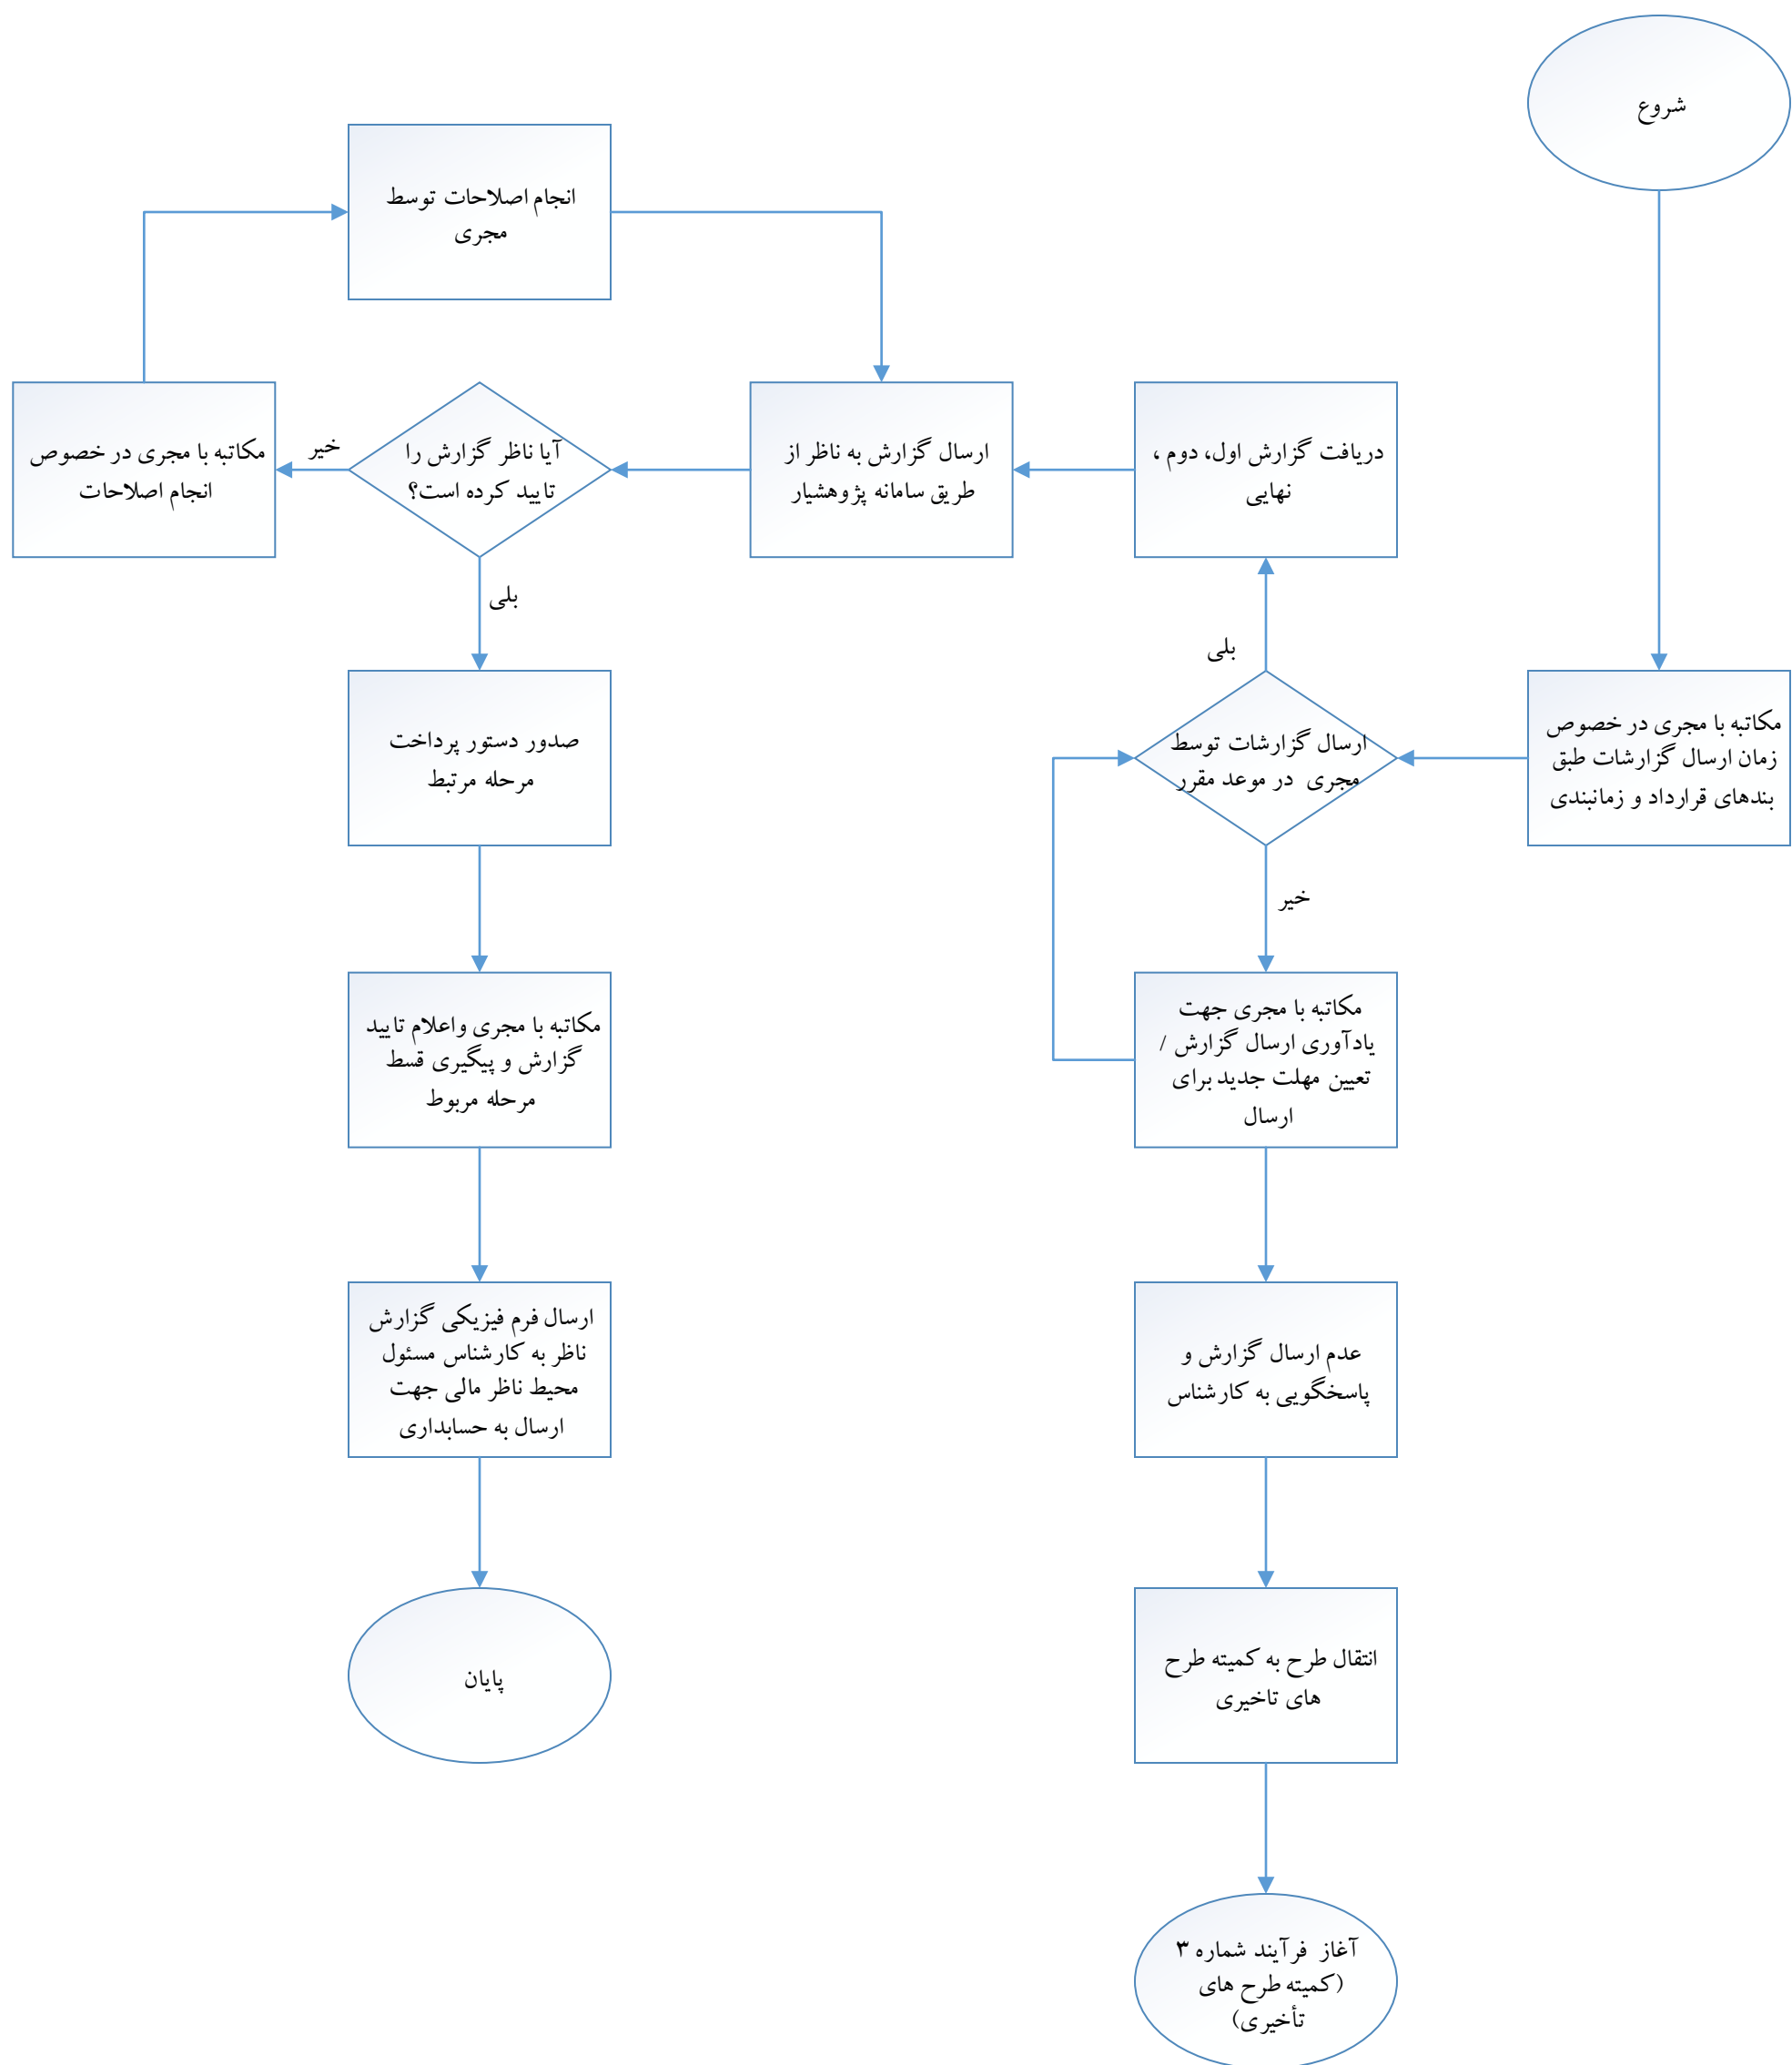 شروع
مکاتبه با مجری در خصوص
زمان ارسال گزارشات طبق
بندهای قرارداد و زمانبندی
ارسال گزارشات توسط
مجری در موعد مقرر
بلی
خیر
دریافت گزارش اول، دوم ،
نهایی
ارسال گزارش به ناظر از
طریق سامانه پژوهشیار
آیا ناظر گزارش را
تایید کرده است؟
خیر
بلی
مکاتبه با مجری در خصوص
انجام اصلاحات
انجام اصلاحات توسط
مجری
صدور دستور پرداخت
مرحله مرتبط
مکاتبه با مجری واعلام تایید
گزارش و پیگیری قسط
مرحله مربوط
ارسال فرم فیزیکی گزارش
ناظر به کارشناس مسئول
محیط ناظر مالی جهت
ارسال به حسابداری
پایان
مکاتبه با مجری جهت
یادآوری ارسال گزارش /
تعیین مهلت جدید برای
ارسال
عدم ارسال گزارش و
پاسخگویی به کارشناس
انتقال طرح به کمیته طرح
های تاخیری
آغاز فرآیند شماره ۳
(کمیته طرح های
تأخیری)